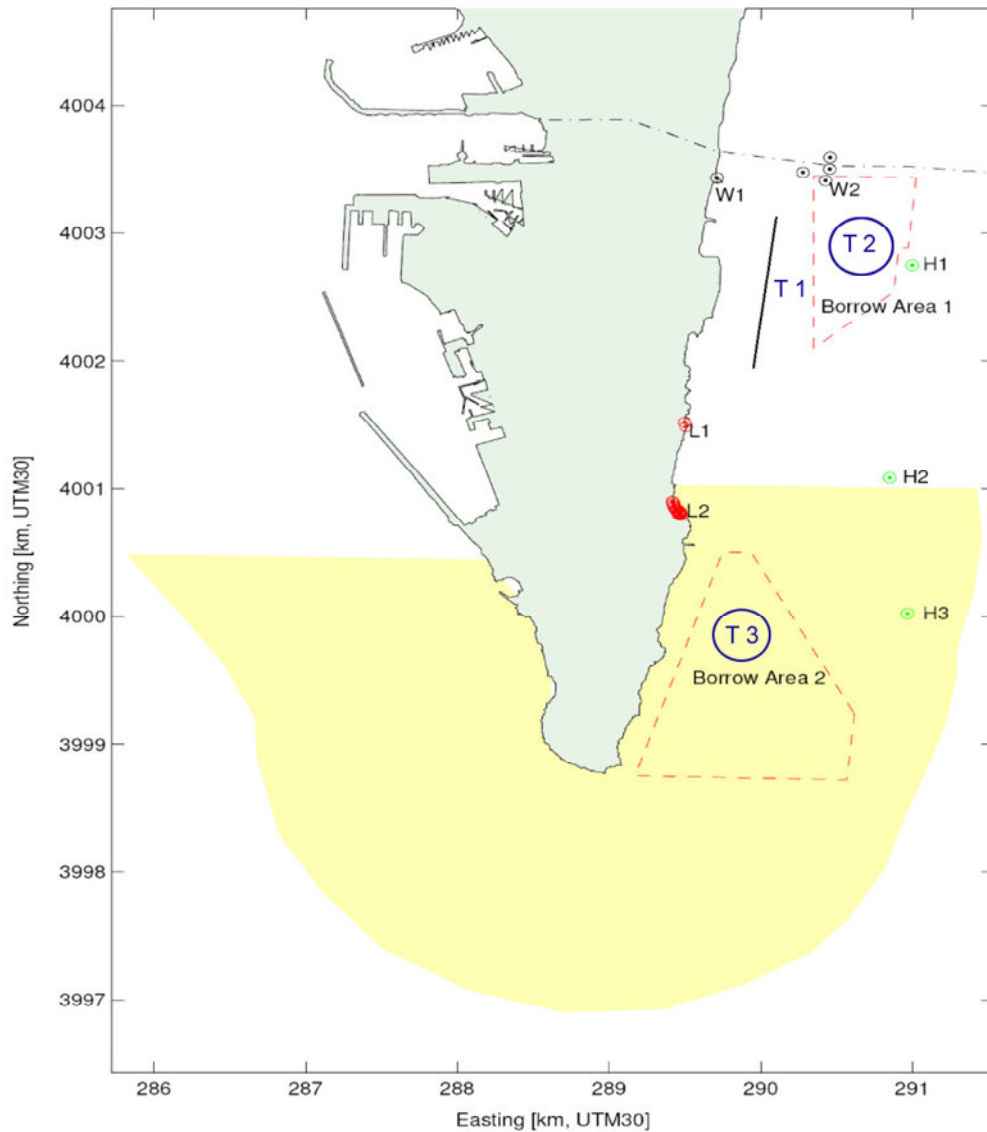 4004
4003
4002
4001
4000
3999
3998
3997
Northing [km, UTM30]
W1
W2
T 2
H1
T 1
Borrow Area 1
L1
H2
L2
H3
T 3
Borrow Area 2
286
287
288
289
290
291
Easting [km, UTM30]